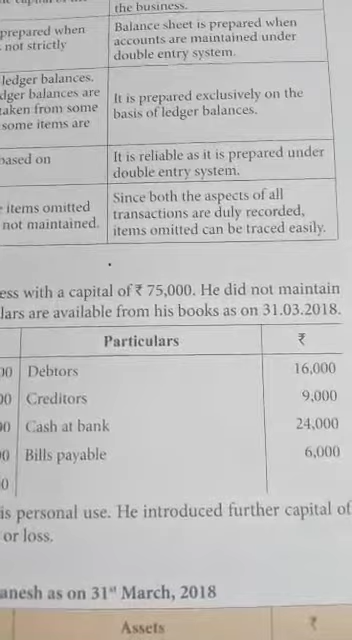 the business.
prepared when
not strictly
Balance sheet is prepared when
accounts are maintained under
double entry system.
ledger balances.
dger balances are
taken from some
some items are
It is prepared exclusively on the
basis of ledger balances.
based on
It is reliable as it is prepared under
double entry system.
items omitted
not maintained.
Since both the aspects of all
transactions are duly recorded,
items omitted can be traced easily.
ess with a capital of ₹ 75,000. He did not maintain
lars are available from his books as on 31.03.2018.
Particulars ₹
00 Debtors 16,000
00 Creditors 9,000
00 Cash at bank 24,000
00 Bills payable 6,000
0
is personal use. He introduced further capital of
or loss.
anesh as on 31st March, 2018
Assets ₹